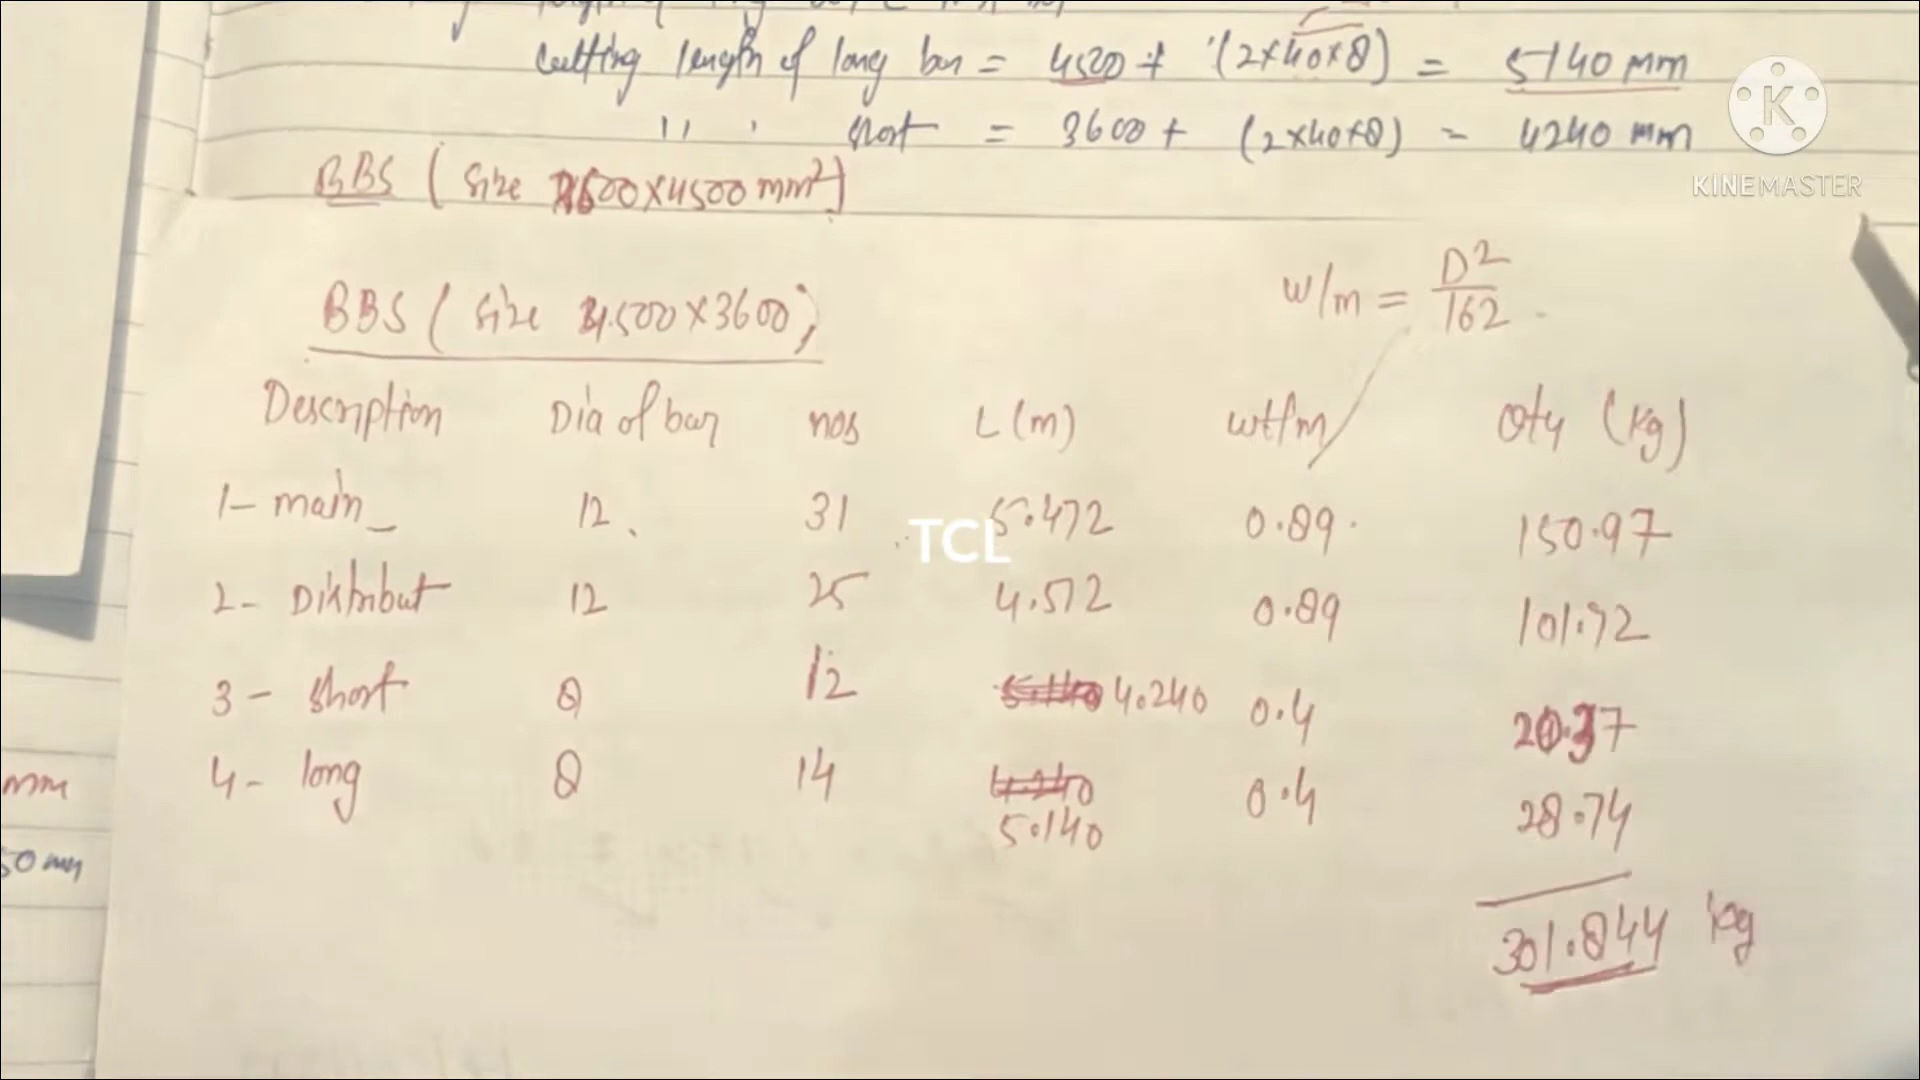 cutting length of long bar = 4500 + (2×40×8) = 5140 mm
11 , short = 3600 + (2×40×8) = 4240 mm
KINEMASTER
BBS ( Size 3600×4500 mm²)
BBS ( Size 4500×3600)
W/m = D²/162
Description Dia of bar nos L (m) wt/m Qty (kg)
1- main 12 31 5.472 0.89 150.97
TCL
2- Distribut 12 25 4.572 0.89 101.72
3- short 8 12 4.240 0.4 20.37
4- long 8 14 5.140 0.4 28.74
301.844 kg
mm
50 mm